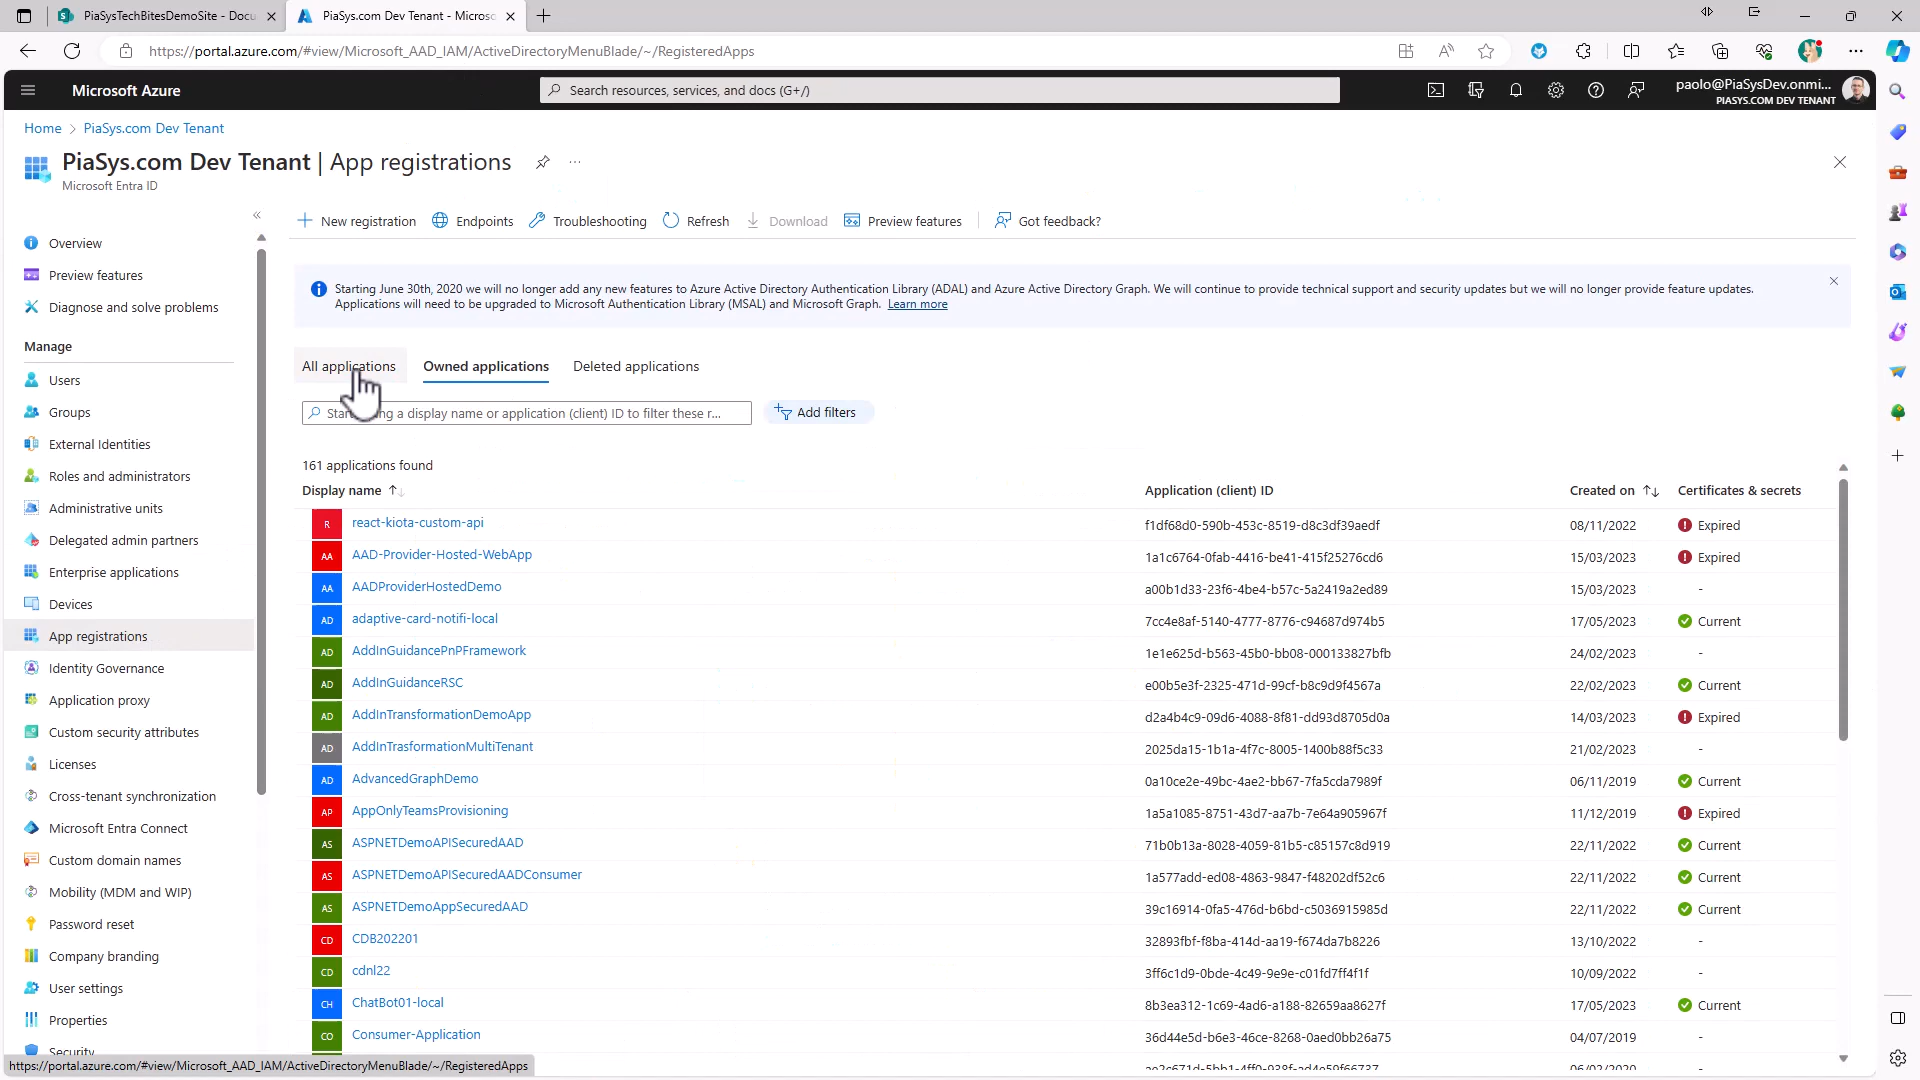 PiaSysTechBitesDemoSite - Docu
PiaSys.com Dev Tenant - Microso
https://portal.azure.com/#view/Microsoft_AAD_IAM/ActiveDirectoryMenuBlade/~/RegisteredApps
Microsoft Azure
Search resources, services, and docs (G+/)
paolo@PiaSysDev.onmi...
PIASYS.COM DEV TENANT
Home > PiaSys.com Dev Tenant
PiaSys.com Dev Tenant | App registrations
Microsoft Entra ID
Overview
Preview features
Diagnose and solve problems
Manage
Users
Groups
External Identities
Roles and administrators
Administrative units
Delegated admin partners
Enterprise applications
Devices
App registrations
Identity Governance
Application proxy
Custom security attributes
Licenses
Cross-tenant synchronization
Microsoft Entra Connect
Custom domain names
Mobility (MDM and WIP)
Password reset
Company branding
User settings
Properties
Security
New registration Endpoints Troubleshooting Refresh Download Preview features Got feedback?
Starting June 30th, 2020 we will no longer add any new features to Azure Active Directory Authentication Library (ADAL) and Azure Active Directory Graph. We will continue to provide technical support and security updates but we will no longer provide feature updates.
Applications will need to be upgraded to Microsoft Authentication Library (MSAL) and Microsoft Graph. Learn more
All applications Owned applications Deleted applications
a display name or application (client) ID to filter these r... Add filters
161 applications found
Display name Application (client) ID Created on Certificates & secrets
R react-kiota-custom-api f1df68d0-590b-453c-8519-d8c3df39aedf 08/11/2022 Expired
AA AAD-Provider-Hosted-WebApp 1a1c6764-0fab-4416-be41-415f25276cd6 15/03/2023 Expired
AA AADProviderHostedDemo a00b1d33-23f6-4be4-b57c-5a2419a2ed89 15/03/2023 -
AD adaptive-card-notifi-local 7cc4e8af-5140-4777-8776-c94687d974b5 17/05/2023 Current
AD AddInGuidancePnPFramework 1e1e625d-b563-45b0-bb08-000133827bfb 24/02/2023 -
AD AddInGuidanceRSC e00b5e3f-2325-471d-99cf-b8c9d9f4567a 22/02/2023 Current
AD AddInTransformationDemoApp d2a4b4c9-09d6-4088-8f81-dd93d8705d0a 14/03/2023 Expired
AD AddInTrasformationMultiTenant 2025da15-1b1a-4f7c-8005-1400b88f5c33 21/02/2023 -
AD AdvancedGraphDemo 0a10ce2e-49bc-4ae2-bb67-7fa5cda7989f 06/11/2019 Current
AP AppOnlyTeamsProvisioning 1a5a1085-8751-43d7-aa7b-7e64a905967f 11/12/2019 Expired
AS ASPNETDemoAPISecuredAAD 71b0b13a-8028-4059-81b5-c85157c8d919 22/11/2022 Current
AS ASPNETDemoAPISecuredAADConsumer 1a577add-ed08-4863-9847-f48202df52c6 22/11/2022 Current
AS ASPNETDemoAppSecuredAAD 39c16914-0fa5-476d-b6bd-c5036915985d 22/11/2022 Current
CD CDB202201 32893fbf-f8ba-414d-aa19-f674da7b8226 13/10/2022 -
CD cdnl22 3ff6c1d9-0bde-4c49-9e9e-c01fd7ff4f1f 10/09/2022 -
CH ChatBot01-local 8b3ea312-1c69-4ad6-a188-82659aa8627f 17/05/2023 Current
CO Consumer-Application 36d44e5d-b6e3-46ce-8268-0aed0bb26a75 04/07/2019 -
https://portal.azure.com/#view/Microsoft_AAD_IAM/ActiveDirectoryMenuBlade/~/RegisteredApps